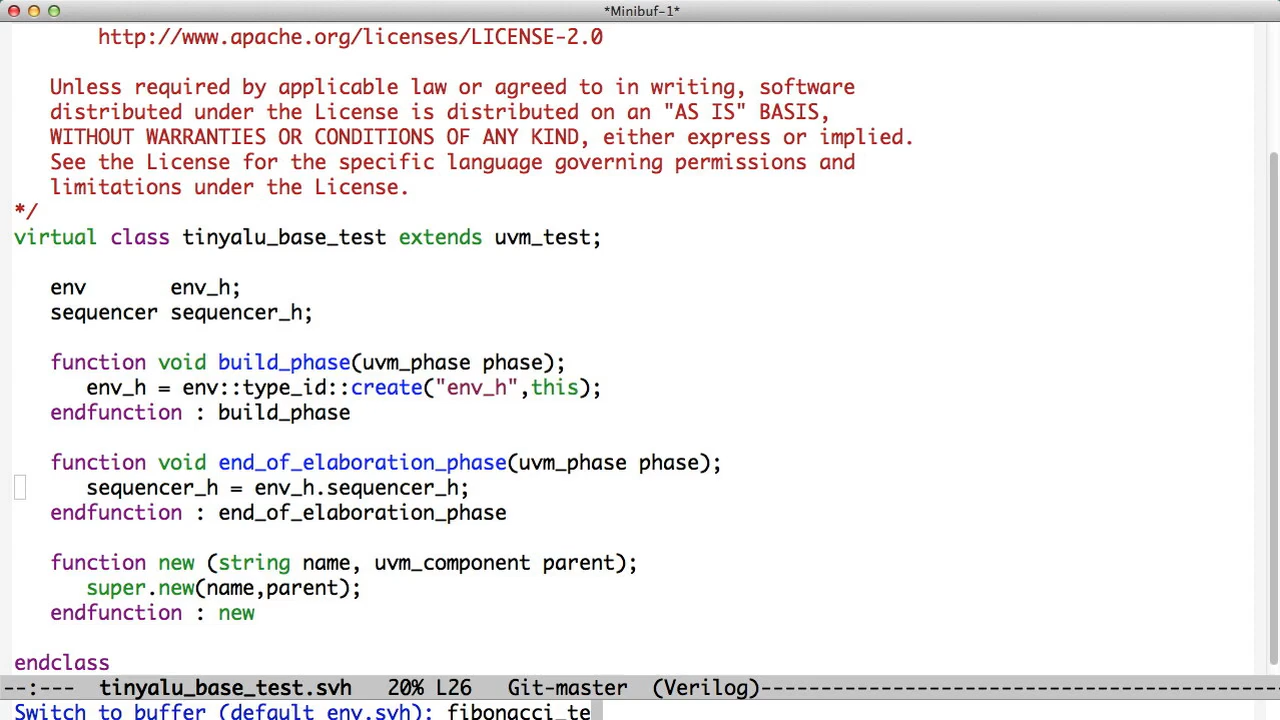 *Minibuf-1*
http://www.apache.org/licenses/LICENSE-2.0
Unless required by applicable law or agreed to in writing, software
distributed under the License is distributed on an "AS IS" BASIS,
WITHOUT WARRANTIES OR CONDITIONS OF ANY KIND, either express or implied.
See the License for the specific language governing permissions and
limitations under the License.
*/
virtual class tinyalu_base_test extends uvm_test;
env       env_h;
sequencer sequencer_h;
function void build_phase(uvm_phase phase);
env_h = env::type_id::create("env_h",this);
endfunction : build_phase
function void end_of_elaboration_phase(uvm_phase phase);
sequencer_h = env_h.sequencer_h;
endfunction : end_of_elaboration_phase
function new (string name, uvm_component parent);
super.new(name,parent);
endfunction : new
endclass
--:---  tinyalu_base_test.svh   20% L26   Git-master  (Verilog)-------------------------------------------
Switch to buffer (default env.svh): fibonacci_te